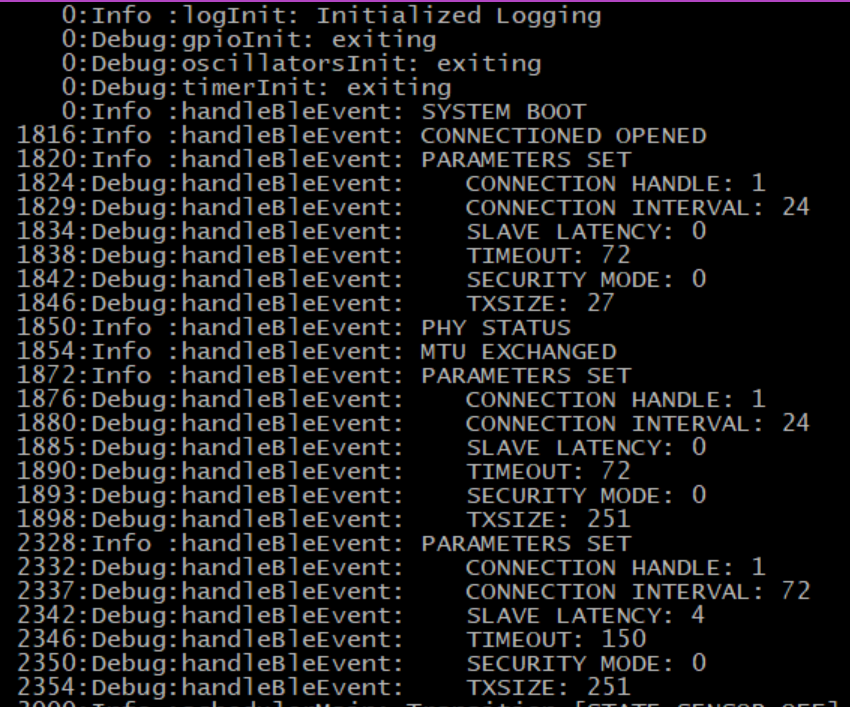 0:Info :logInit: Initialized Logging
0:Debug:gpioInit: exiting
0:Debug:oscillatorsInit: exiting
0:Debug:timerInit: exiting
0:Info :handleBleEvent: SYSTEM BOOT
1816:Info :handleBleEvent: CONNECTIONED OPENED
1820:Info :handleBleEvent: PARAMETERS SET
1824:Debug:handleBleEvent:    CONNECTION HANDLE: 1
1829:Debug:handleBleEvent:    CONNECTION INTERVAL: 24
1834:Debug:handleBleEvent:    SLAVE LATENCY: 0
1838:Debug:handleBleEvent:    TIMEOUT: 72
1842:Debug:handleBleEvent:    SECURITY MODE: 0
1846:Debug:handleBleEvent:    TXSIZE: 27
1850:Info :handleBleEvent: PHY STATUS
1854:Info :handleBleEvent: MTU EXCHANGED
1872:Info :handleBleEvent: PARAMETERS SET
1876:Debug:handleBleEvent:    CONNECTION HANDLE: 1
1880:Debug:handleBleEvent:    CONNECTION INTERVAL: 24
1885:Debug:handleBleEvent:    SLAVE LATENCY: 0
1890:Debug:handleBleEvent:    TIMEOUT: 72
1893:Debug:handleBleEvent:    SECURITY MODE: 0
1898:Debug:handleBleEvent:    TXSIZE: 251
2328:Info :handleBleEvent: PARAMETERS SET
2332:Debug:handleBleEvent:    CONNECTION HANDLE: 1
2337:Debug:handleBleEvent:    CONNECTION INTERVAL: 72
2342:Debug:handleBleEvent:    SLAVE LATENCY: 4
2346:Debug:handleBleEvent:    TIMEOUT: 150
2350:Debug:handleBleEvent:    SECURITY MODE: 0
2354:Debug:handleBleEvent:    TXSIZE: 251